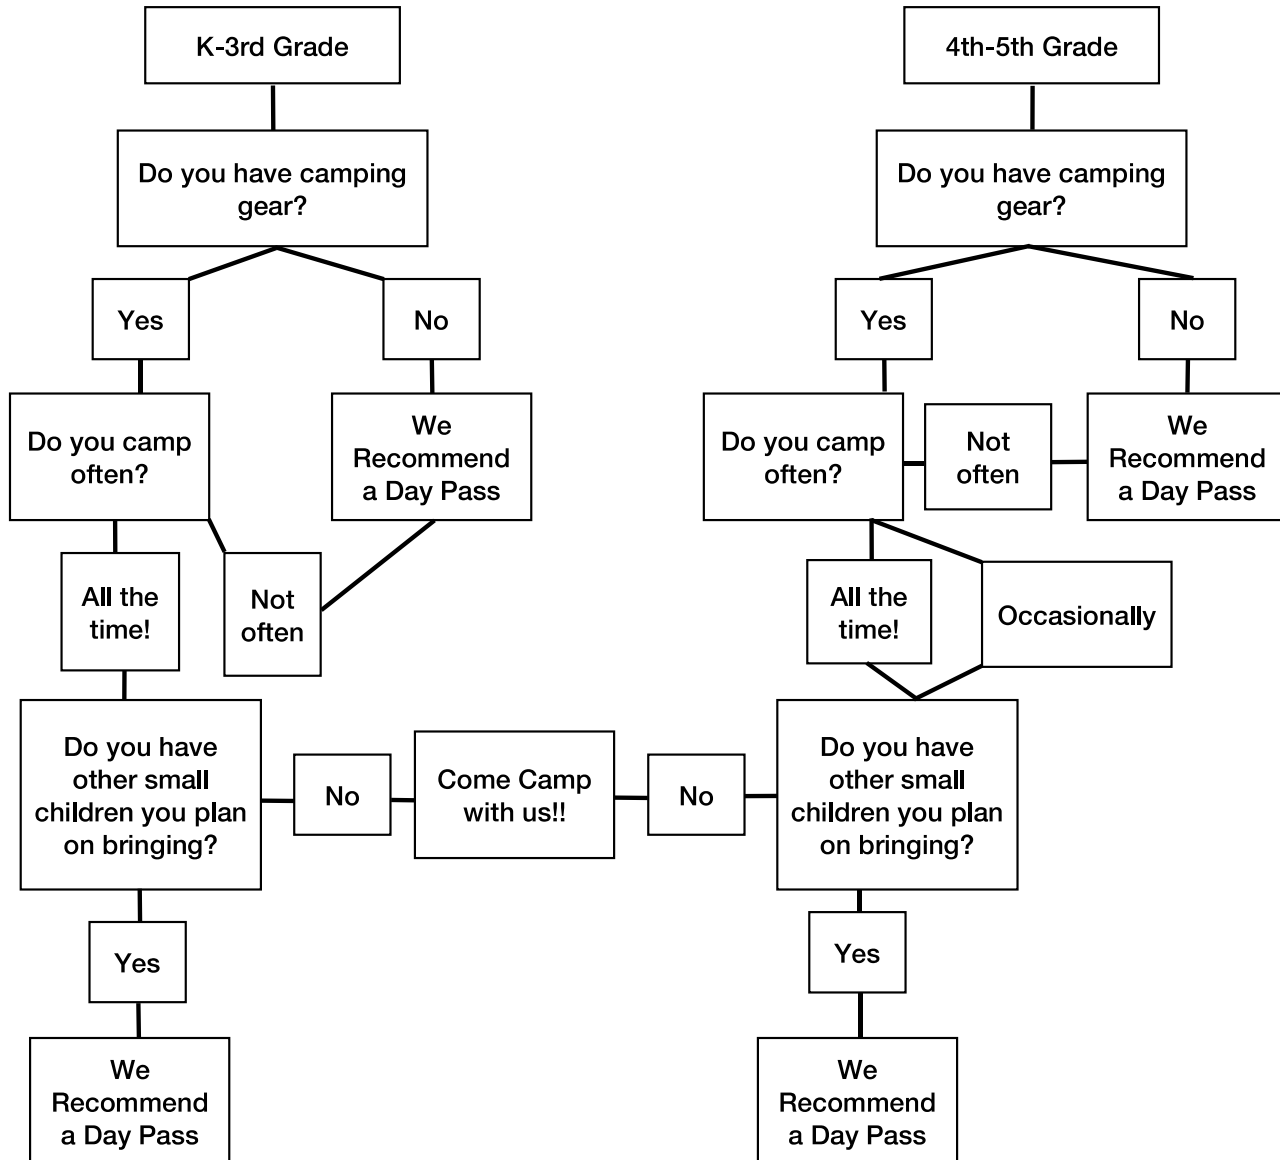 K-3rd Grade
Do you have camping
gear?
Yes
No
Do you camp
often?
We
Recommend
a Day Pass
All the
time!
Not
often
Do you have
other small
children you plan
on bringing?
No
Come Camp
with us!!
Yes
We
Recommend
a Day Pass
4th-5th Grade
Do you have camping
gear?
Yes
No
Do you camp
often?
Not
often
We
Recommend
a Day Pass
All the
time!
Occasionally
No
Do you have
other small
children you plan
on bringing?
Yes
We
Recommend
a Day Pass